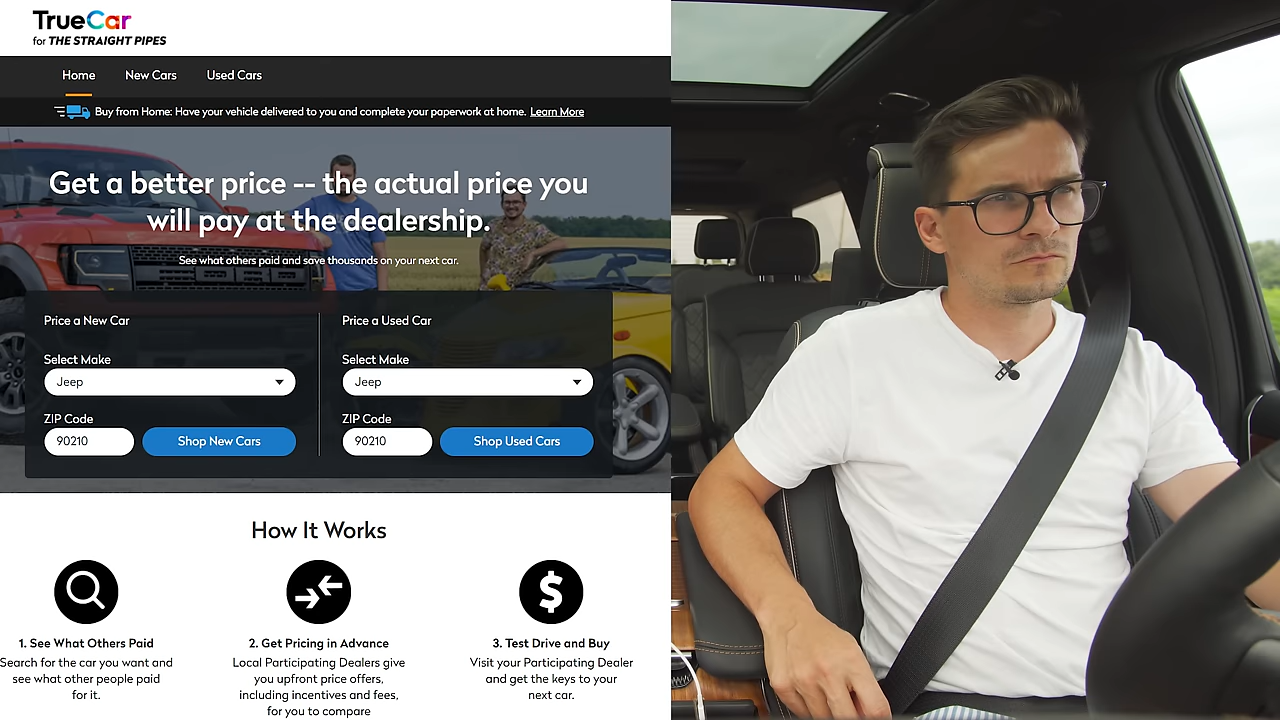 TrueCar
for THE STRAIGHT PIPES
Home New Cars Used Cars
Buy from Home: Have your vehicle delivered to you and complete your paperwork at home. Learn More
Get a better price -- the actual price you
will pay at the dealership.
See what others paid and save thousands on your next car.
Price a New Car
Select Make
Jeep
ZIP Code
90210 Shop New Cars
Price a Used Car
Select Make
Jeep
ZIP Code
90210 Shop Used Cars
How It Works
1. See What Others Paid
Search for the car you want and
see what other people paid
for it.
2. Get Pricing in Advance
Local Participating Dealers give
you upfront price offers,
including incentives and fees,
for you to compare
$
3. Test Drive and Buy
Visit your Participating Dealer
and get the keys to your
next car.